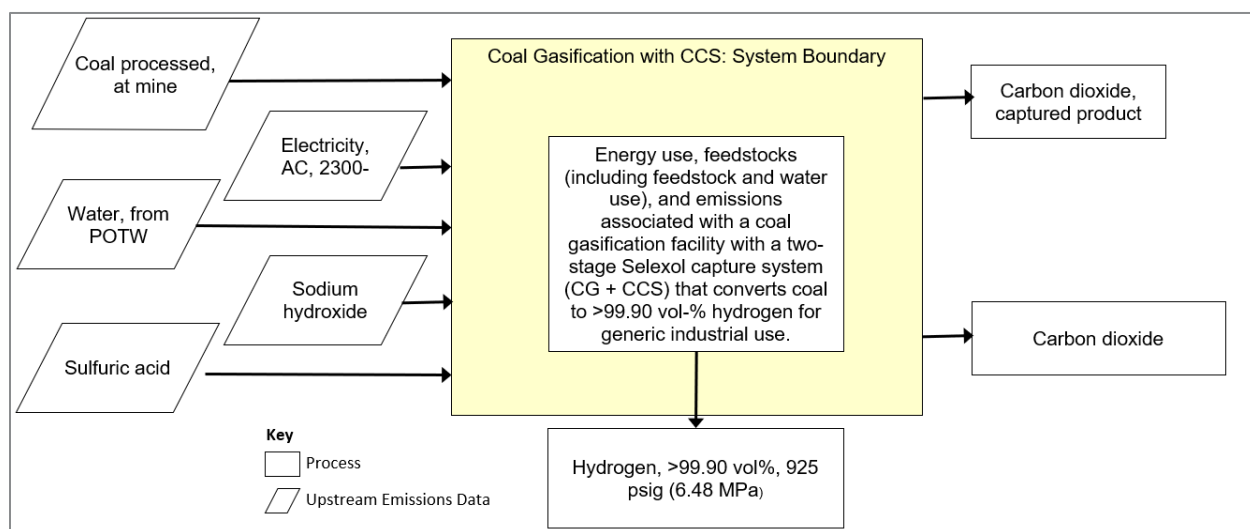 Coal processed,
at mine
Electricity,
AC, 2300-
Water, from
POTW
Sodium
hydroxide
Sulfuric acid
Coal Gasification with CCS: System Boundary
Energy use, feedstocks
(including feedstock and water
use), and emissions
associated with a coal
gasification facility with a two-
stage Selexol capture system
(CG + CCS) that converts coal
to >99.90 vol-% hydrogen for
generic industrial use.
Carbon dioxide,
captured product
Carbon dioxide
Hydrogen, >99.90 vol%, 925
psig (6.48 MPa)
Key
Process
Upstream Emissions Data